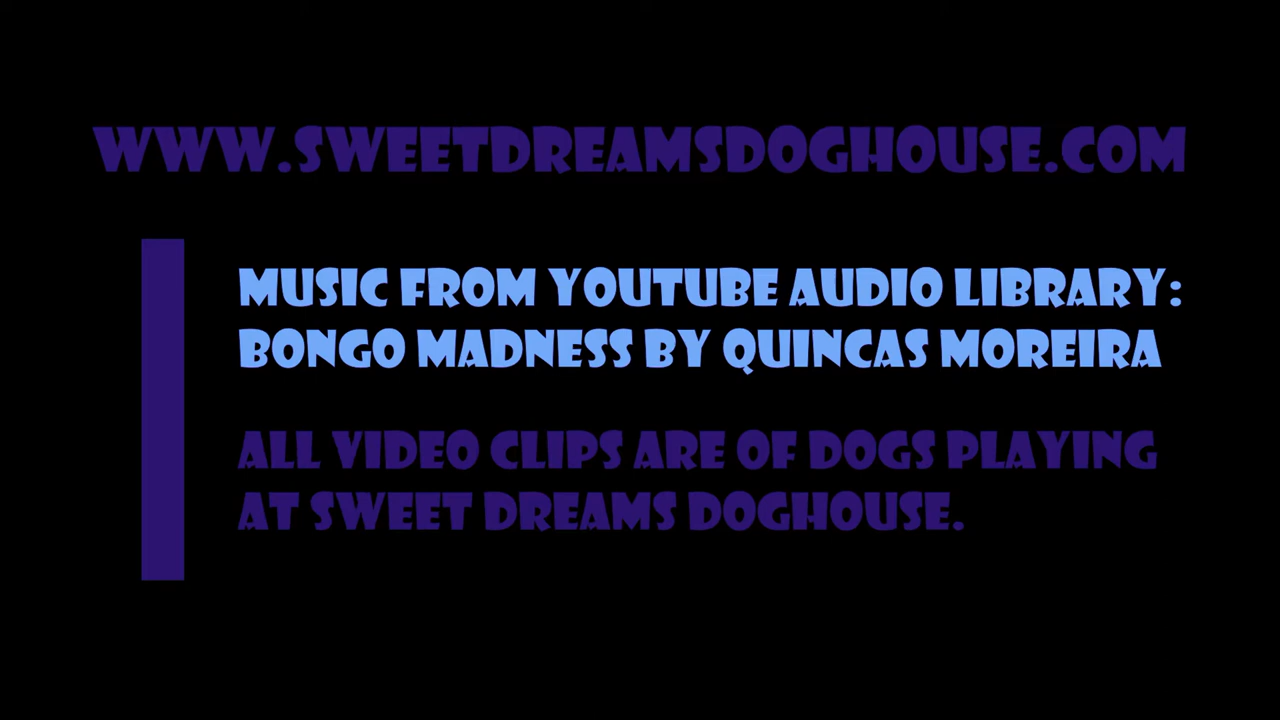 WWW.SWEETDREAMSDOGHOUSE.COM
MUSIC FROM YOUTUBE AUDIO LIBRARY:
BONGO MADNESS BY QUINCAS MOREIRA
ALL VIDEO CLIPS ARE OF DOGS PLAYING
AT SWEET DREAMS DOGHOUSE.